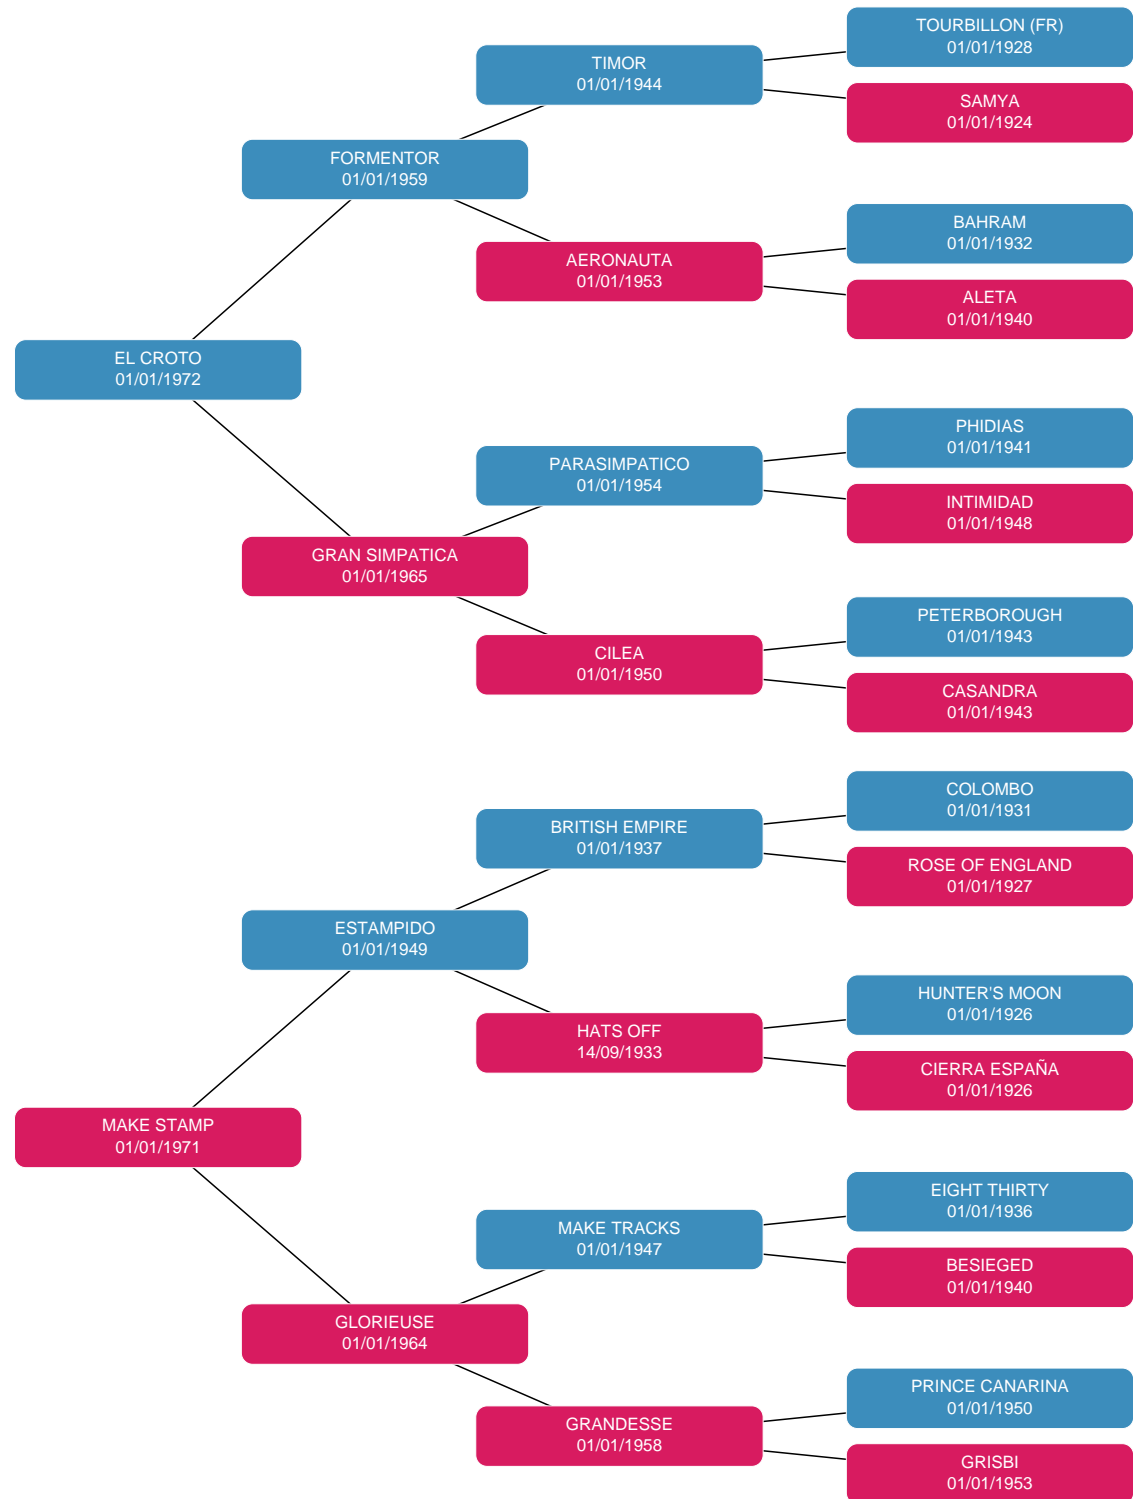 TOURBILLON (FR)
01/01/1928
TIMOR
01/01/1944
SAMYA
01/01/1924
FORMENTOR
01/01/1959
BAHRAM
01/01/1932
AERONAUTA
01/01/1953
ALETA
01/01/1940
EL CROTO
01/01/1972
PHIDIAS
01/01/1941
PARASIMPATICO
01/01/1954
INTIMIDAD
01/01/1948
GRAN SIMPATICA
01/01/1965
PETERBOROUGH
01/01/1943
CILEA
01/01/1950
CASANDRA
01/01/1943
COLOMBO
01/01/1931
BRITISH EMPIRE
01/01/1937
ROSE OF ENGLAND
01/01/1927
ESTAMPIDO
01/01/1949
HUNTER'S MOON
01/01/1926
HATS OFF
14/09/1933
CIERRA ESPAÑA
01/01/1926
MAKE STAMP
01/01/1971
EIGHT THIRTY
01/01/1936
MAKE TRACKS
01/01/1947
BESIEGED
01/01/1940
GLORIEUSE
01/01/1964
PRINCE CANARINA
01/01/1950
GRANDESSE
01/01/1958
GRISBI
01/01/1953